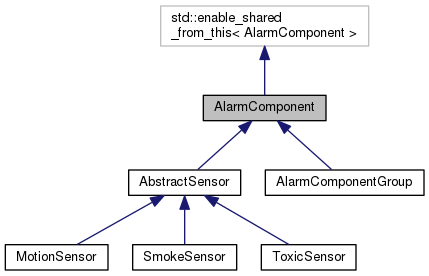 std::enable_shared
_from_this< AlarmComponent >
AlarmComponent
AbstractSensor
AlarmComponentGroup
MotionSensor
SmokeSensor
ToxicSensor